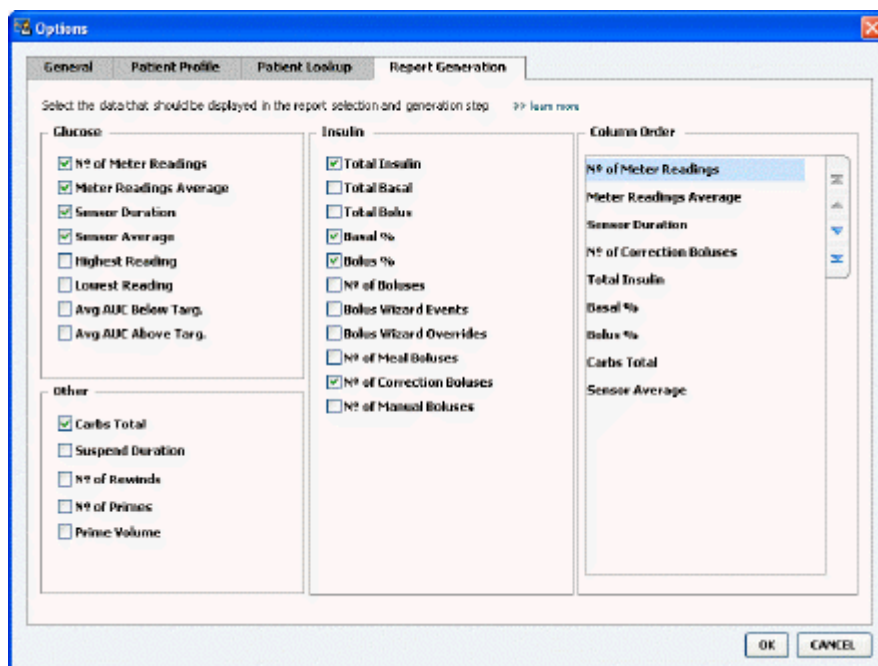 Options
General
Patient Profile
Patient Lookup
Report Generation
Select the data that should be displayed in the report selection and generation step >> learn more
Glucose
Nº of Meter Readings
Meter Readings Average
Sensor Duration
Sensor Average
Highest Reading
Lowest Reading
Avg AUC Below Targ.
Avg AUC Above Targ.
Other
Carbs Total
Suspend Duration
Nº of Rewinds
Nº of Primes
Prime Volume
Insulin
Total Insulin
Total Basal
Total Bolus
Basal %
Bolus %
Nº of Boluses
Bolus Wizard Events
Bolus Wizard Overrides
Nº of Meal Boluses
Nº of Correction Boluses
Nº of Manual Boluses
Column Order
Nº of Meter Readings
Meter Readings Average
Sensor Duration
Nº of Correction Boluses
Total Insulin
Basal %
Bolus %
Carbs Total
Sensor Average
OK
CANCEL